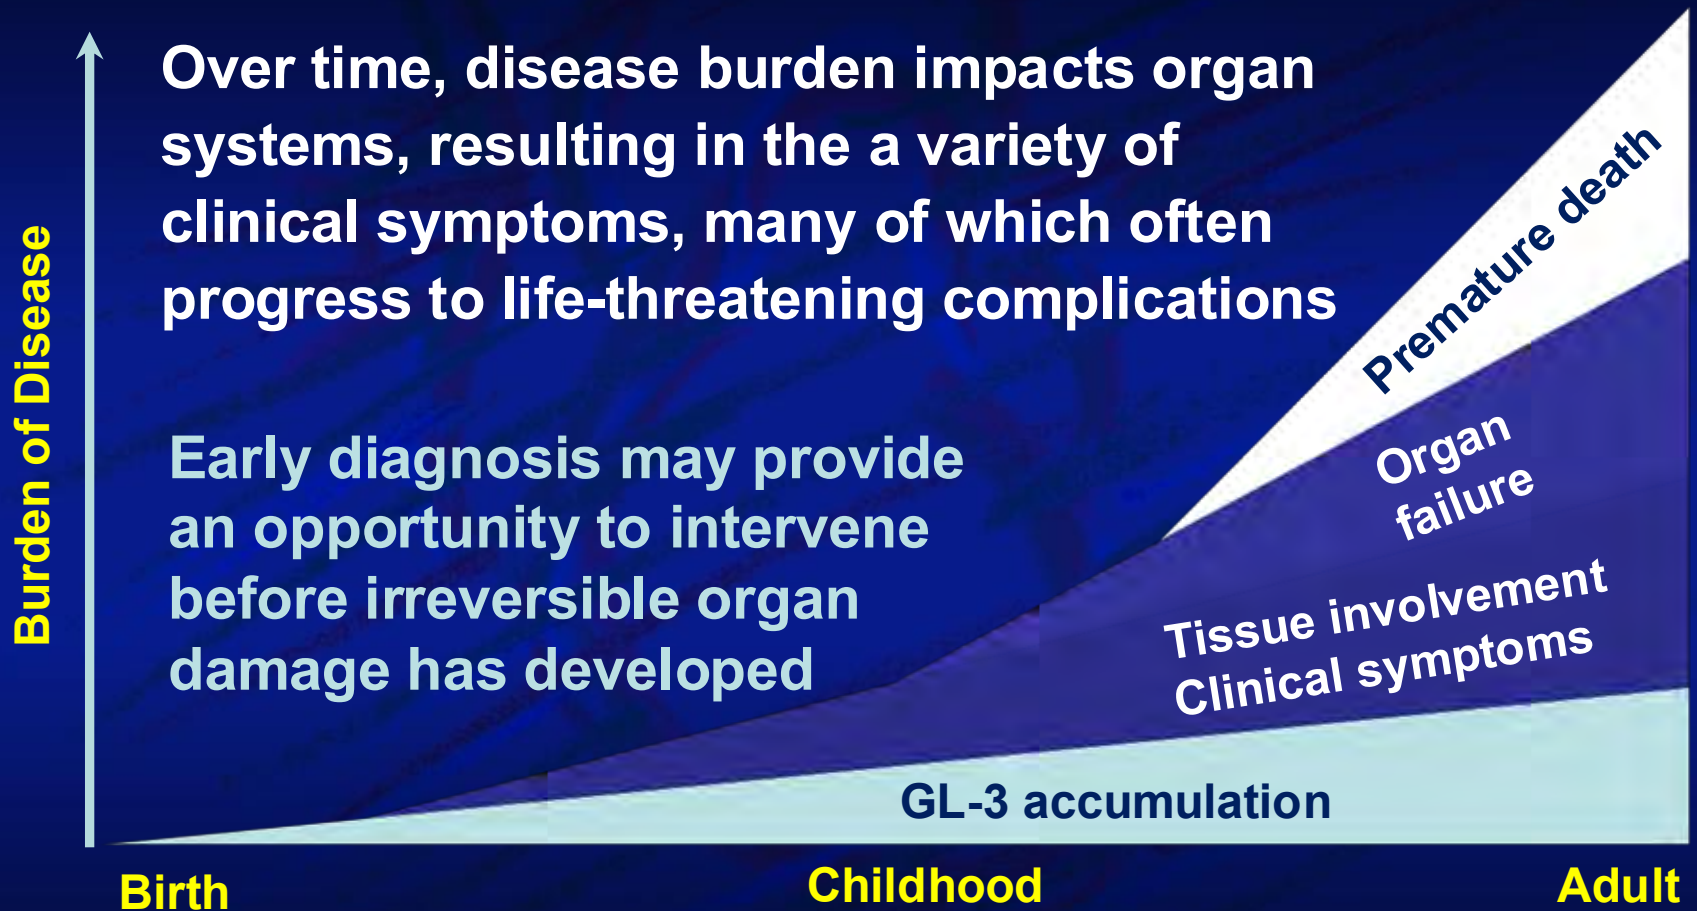 Over time, disease burden impacts organ
systems, resulting in the a variety of
clinical symptoms, many of which often
progress to life-threatening complications
Early diagnosis may provide
an opportunity to intervene
before irreversible organ
damage has developed
Burden of Disease
Premature death
Organ
failure
Tissue involvement
Clinical symptoms
GL-3 accumulation
Birth
Childhood
Adult